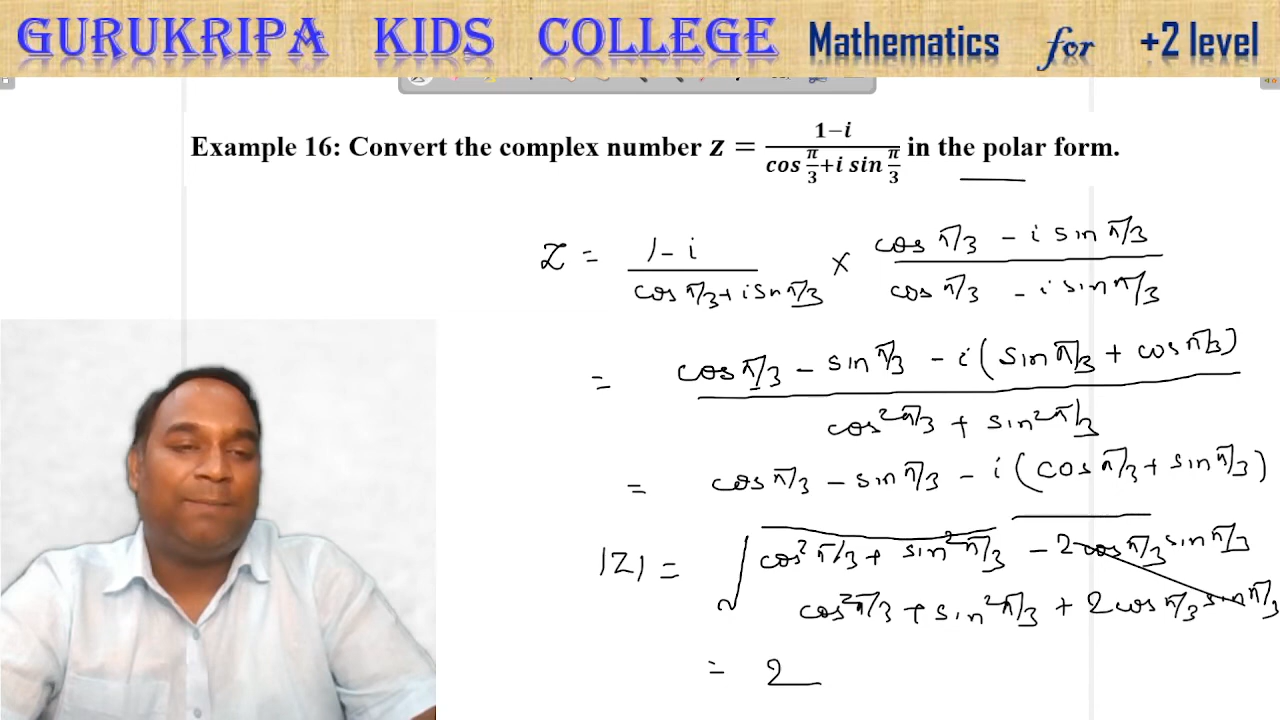 GURUKRIPA KIDS COLLEGE Mathematics for +2 level
Example 16: Convert the complex number z = (1−i)/(cos π/3 + i sin π/3) in the polar form.
Z = (1-i)/(cos π/3 + i sin π/3) × (cos π/3 - i sin π/3)/(cos π/3 - i sin π/3)
= (cos π/3 - sin π/3 - i(sin π/3 + cos π/3))/(cos² π/3 + sin² π/3)
= cos π/3 - sin π/3 - i(cos π/3 + sin π/3)
|Z| = √(cos² π/3 + sin² π/3 - 2 cos π/3 sin π/3
cos² π/3 + sin² π/3 + 2 cos π/3 sin π/3
= 2